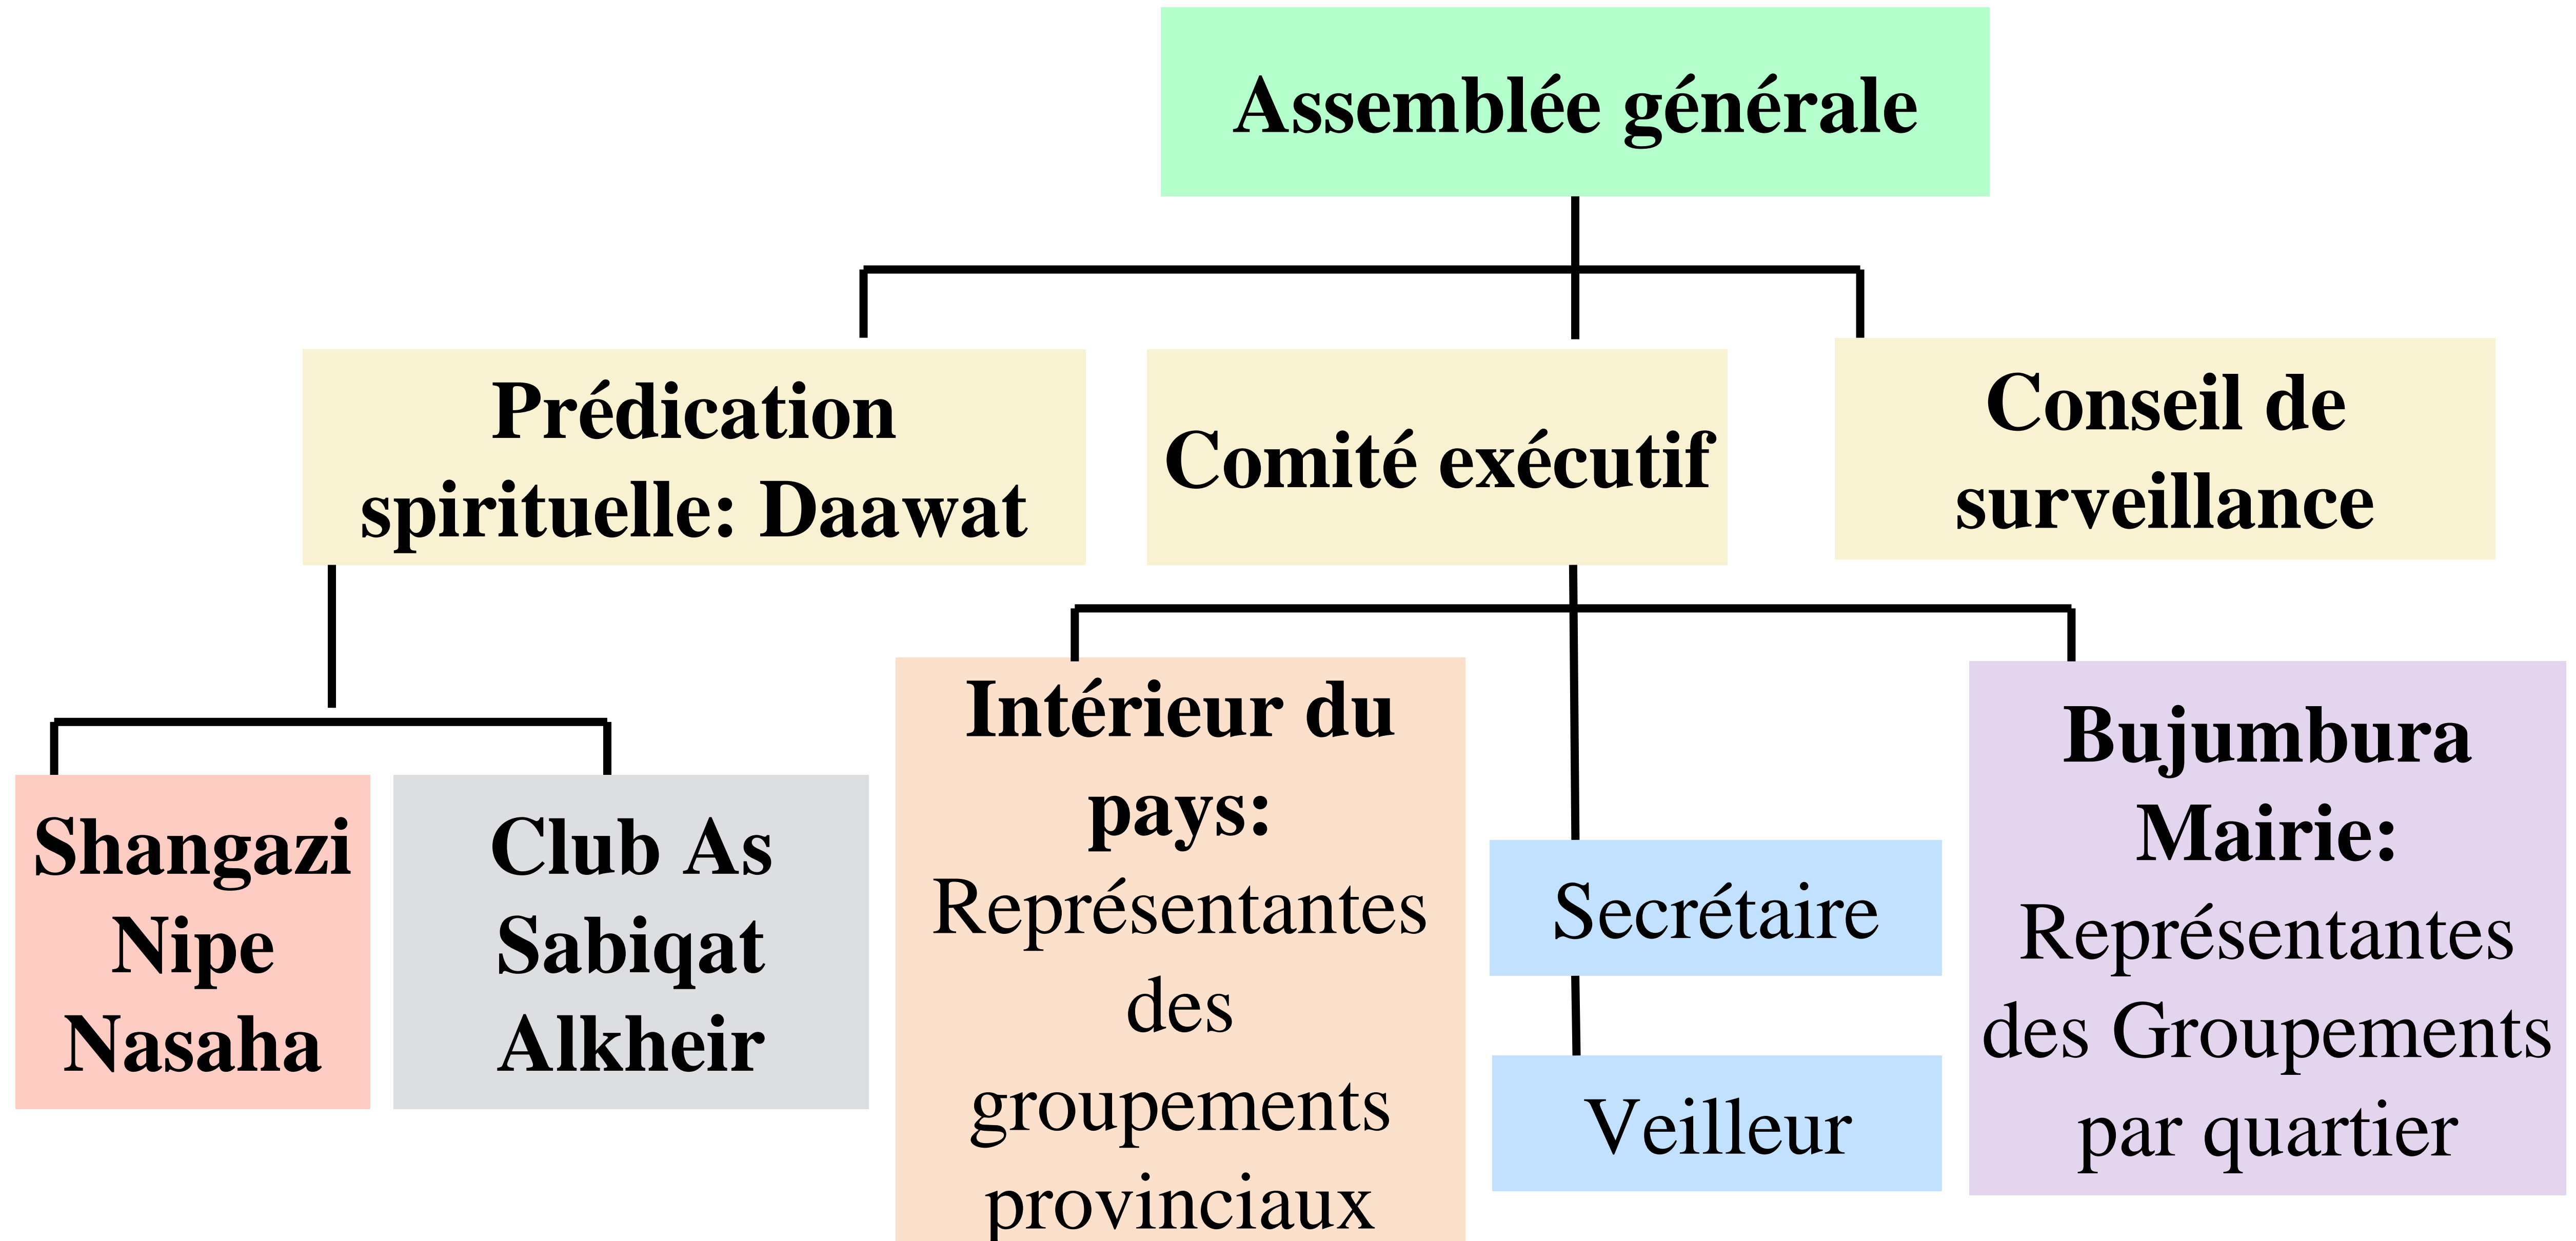 Assemblée générale
Prédication
spirituelle: Daawat
Comité exécutif
Conseil de
surveillance
Shangazi
Nipe
Nasaha
Club As
Sabiqat
Alkheir
Intérieur du
pays:
Représentantes
des
groupements
provinciaux
Secrétaire
Veilleur
Bujumbura
Mairie:
Représentantes
des Groupements
par quartier